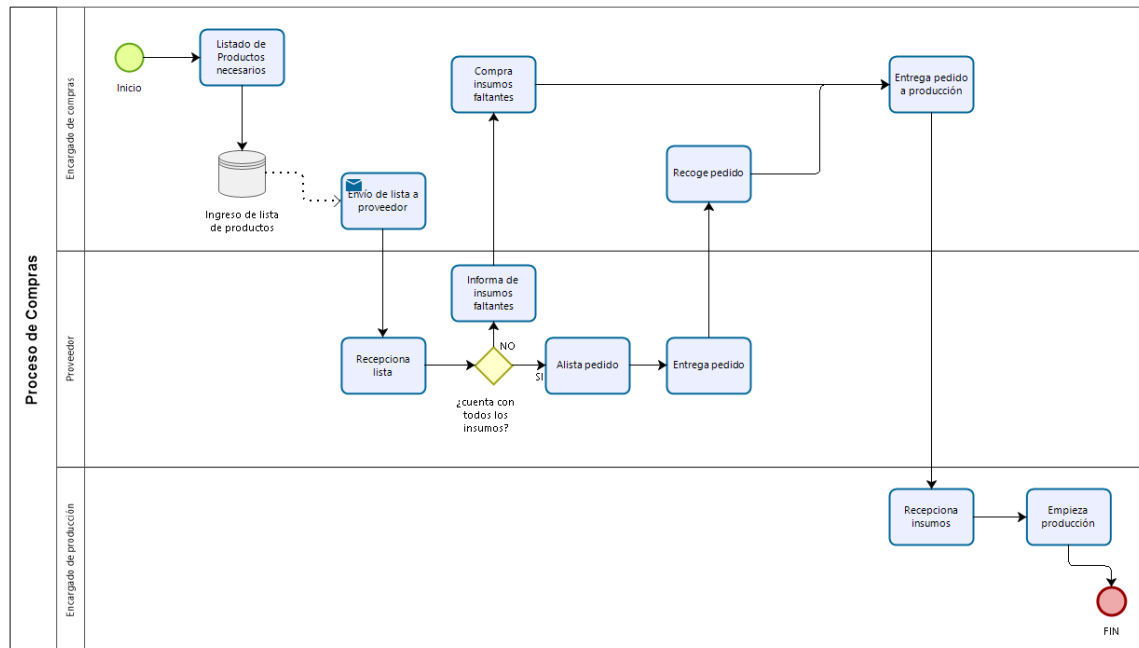 Proceso de Compras
Encargado de compras
Inicio
Listado de
Productos
necesarios
Ingreso de lista
de productos
Envío de lista a
proveedor
Compra
insumos
faltantes
Recoge pedido
Entrega pedido
a producción
Proveedor
Recepciona
lista
¿cuenta con
todos los
insumos?
NO
Informa de
insumos
faltantes
SI
Alista pedido
Entrega pedido
Encargado de producción
Recepciona
insumos
Empieza
producción
FIN